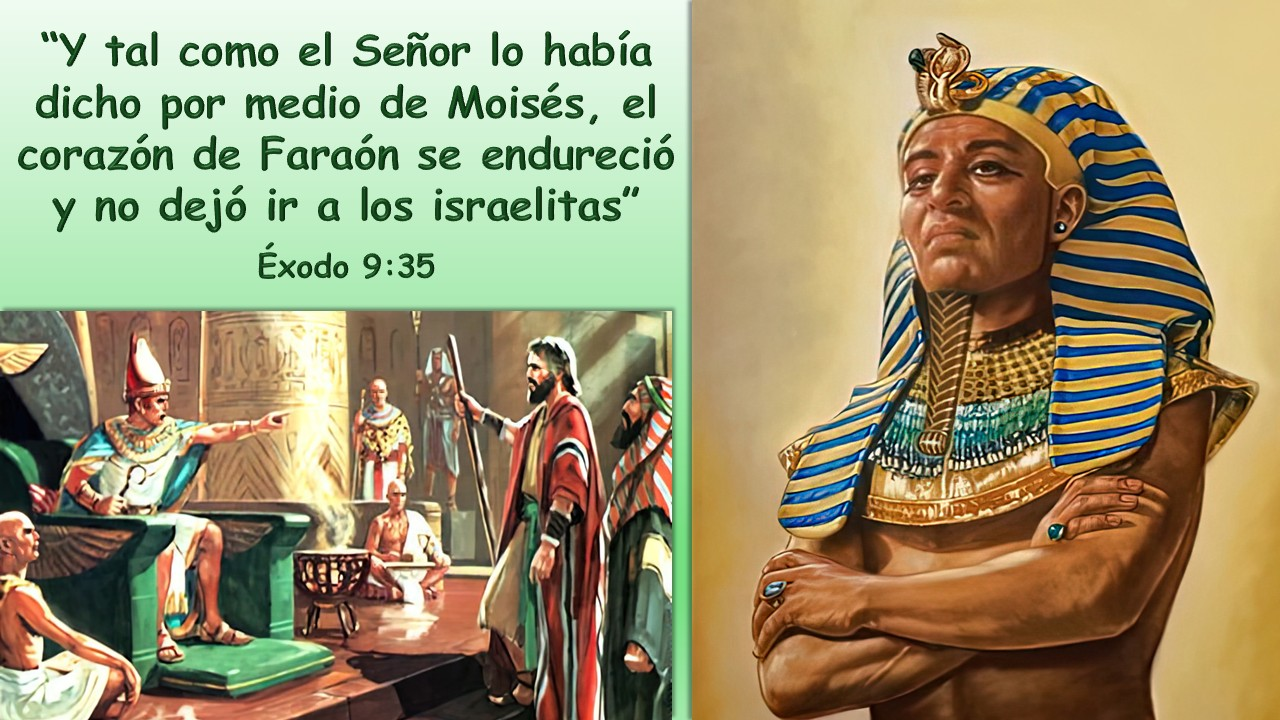 “Y tal como el Señor lo había
dicho por medio de Moisés, el
corazón de Faraón se endureció
y no dejó ir a los israelitas”
Éxodo 9:35